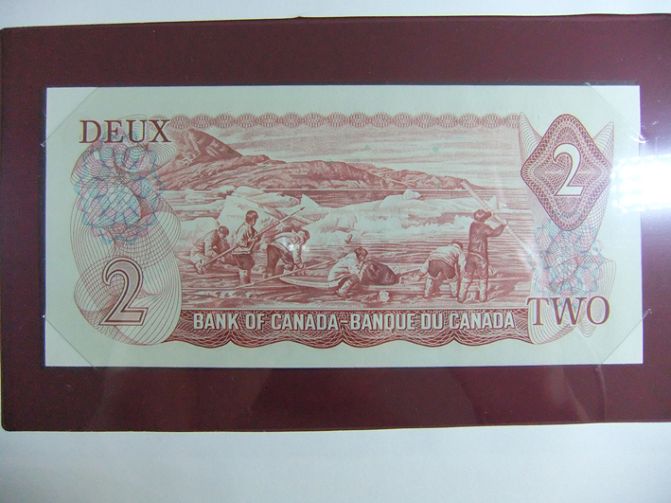 DEUX
2
2
BANK OF CANADA-BANQUE DU CANADA
TWO